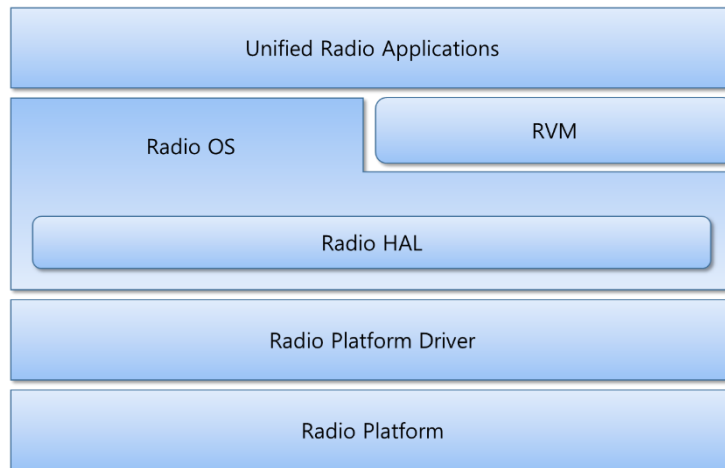 Unified Radio Applications
Radio OS
RVM
Radio HAL
Radio Platform Driver
Radio Platform